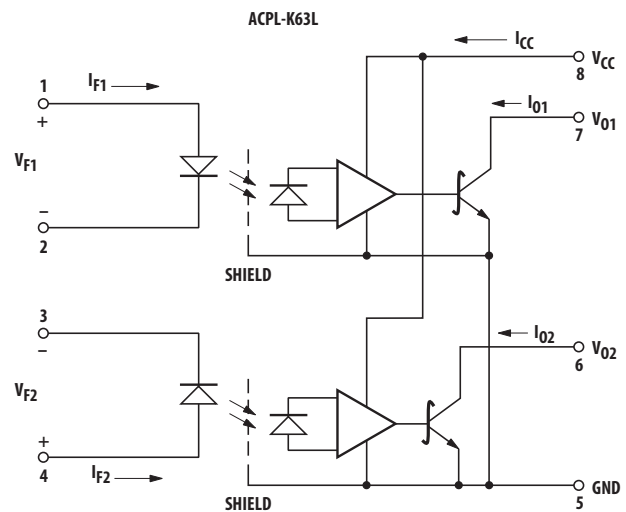 ACPL-K63L
1
I_F1
+
V_F1
−
2
SHIELD
I_CC
V_CC
8
I_O1
V_O1
7
3
−
V_F2
+
4
I_F2
SHIELD
I_O2
V_O2
6
GND
5